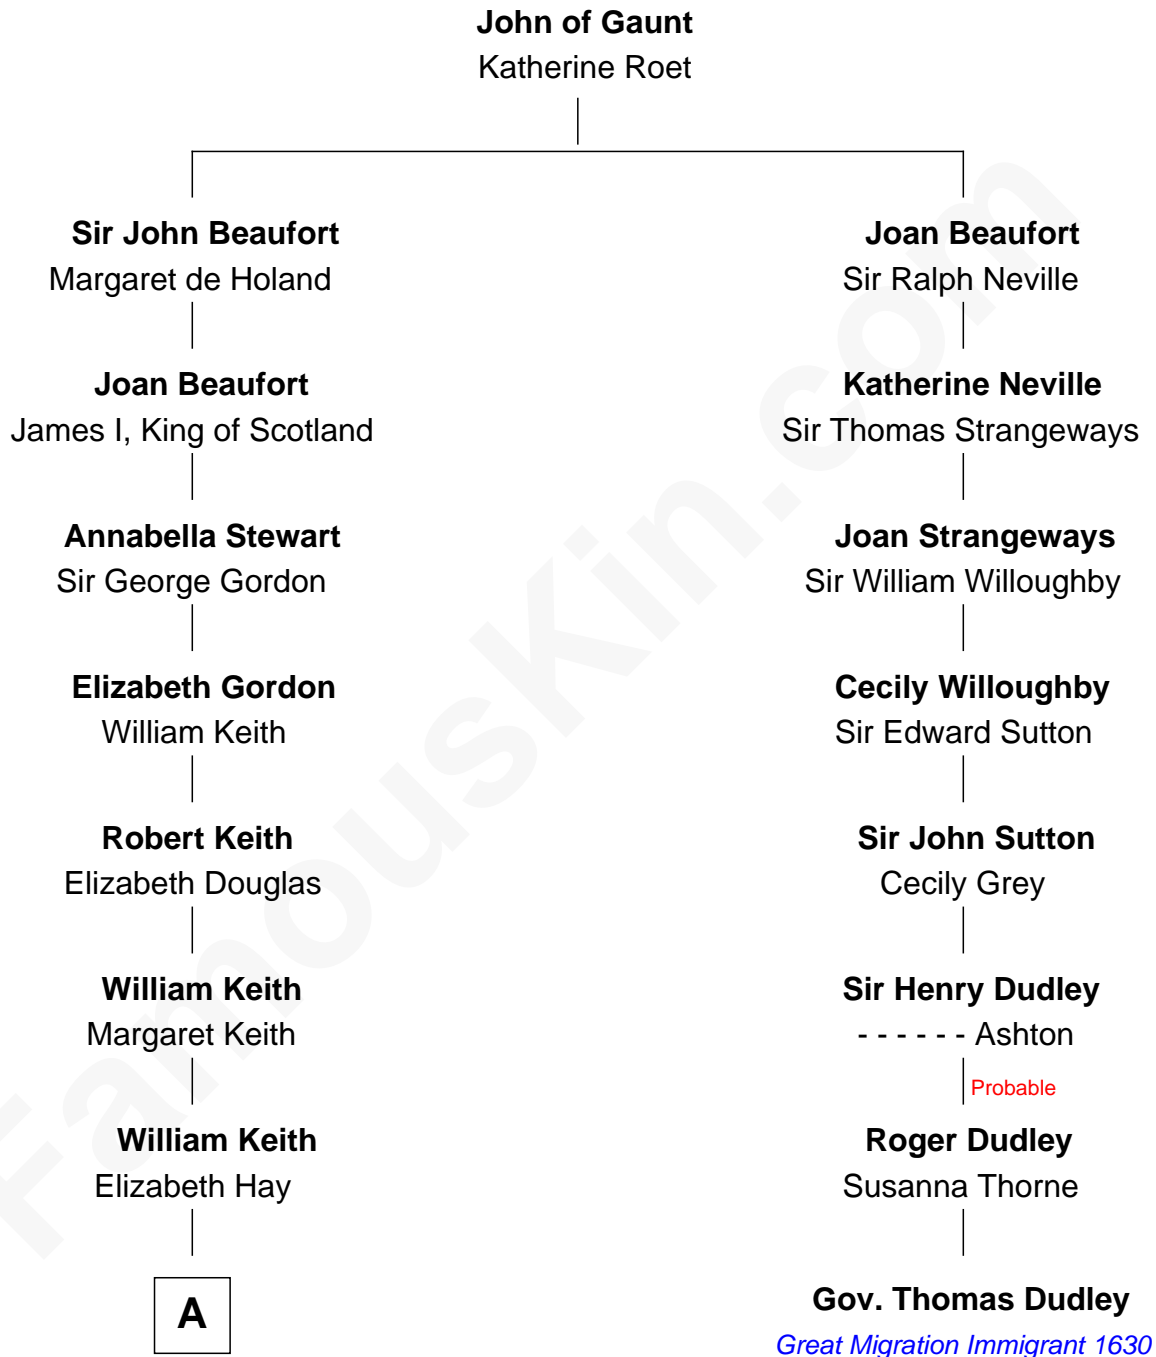 John of Gaunt
Katherine Roet
Sir John Beaufort
Margaret de Holand
Joan Beaufort
James I, King of Scotland
Annabella Stewart
Sir George Gordon
Elizabeth Gordon
William Keith
Robert Keith
Elizabeth Douglas
William Keith
Margaret Keith
William Keith
Elizabeth Hay
A
Joan Beaufort
Sir Ralph Neville
Katherine Neville
Sir Thomas Strangeways
Joan Strangeways
Sir William Willoughby
Cecily Willoughby
Sir Edward Sutton
Sir John Sutton
Cecily Grey
Sir Henry Dudley
- - - - - - Ashton
Probable
Roger Dudley
Susanna Thorne
Gov. Thomas Dudley
Great Migration Immigrant 1630
FamousKin.com